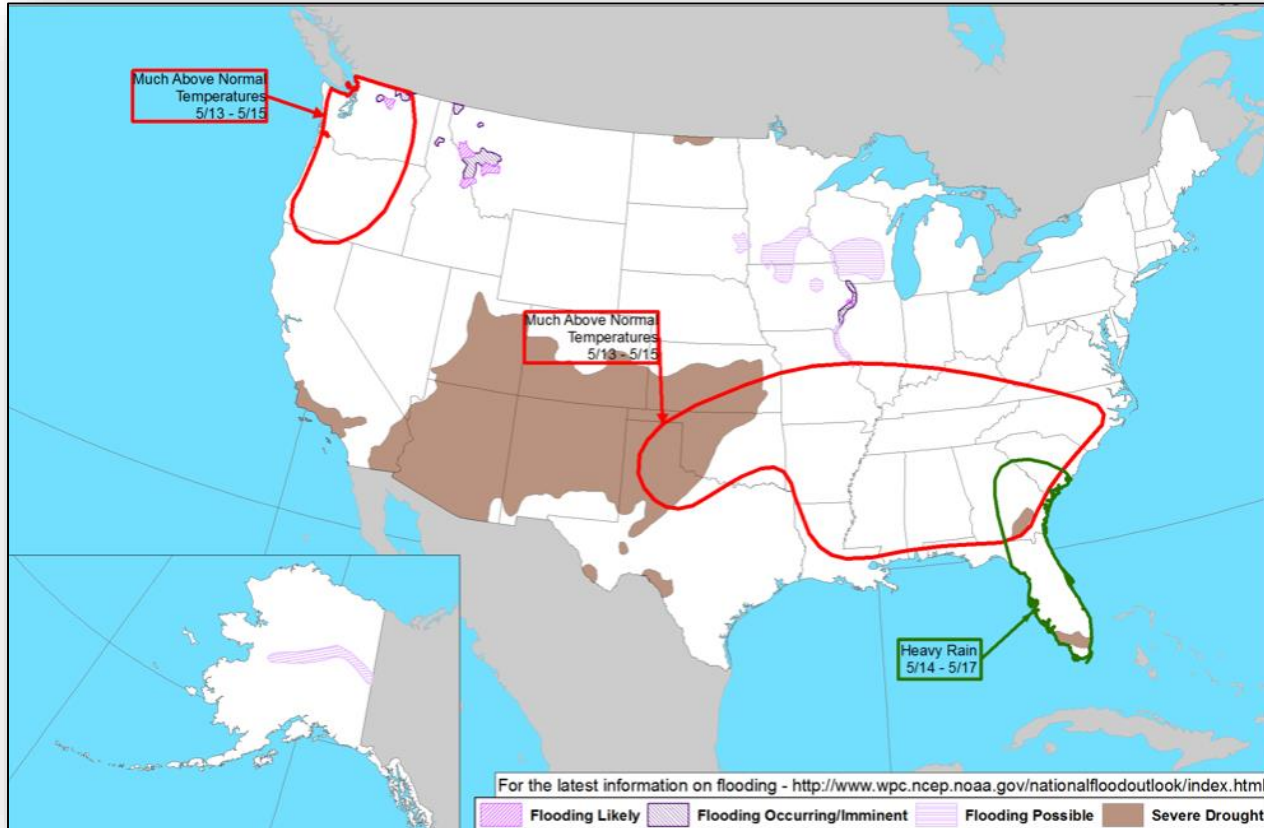 Much Above Normal
Temperatures
5/13 - 5/15
Much Above Normal
Temperatures
5/13 - 5/15
Heavy Rain
5/14 - 5/17
For the latest information on flooding - http://www.wpc.ncep.noaa.gov/nationalfloodoutlook/index.html
Flooding Likely Flooding Occurring/Imminent Flooding Possible Severe Drought